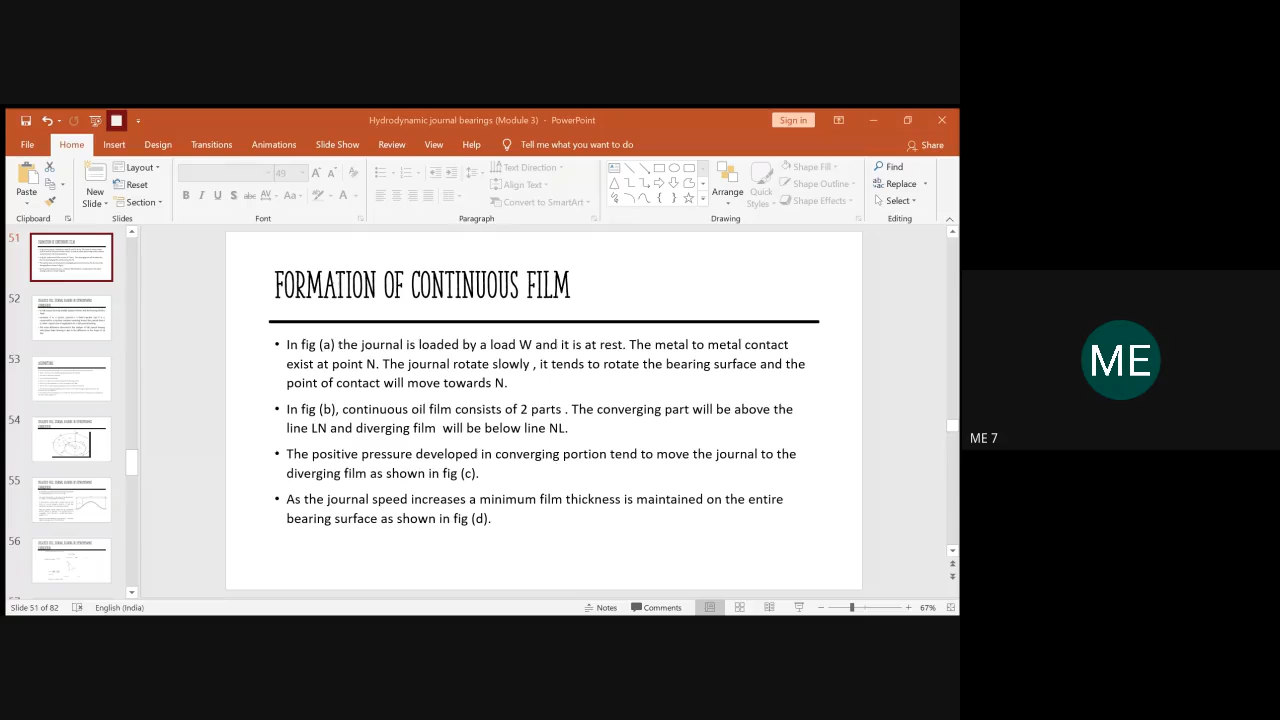 Hydrodynamic journal bearings (Module 3) - PowerPoint
Sign in
File Home Insert Design Transitions Animations Slide Show Review View Help Tell me what you want to do
Share
Paste
Clipboard
New
Slide
Layout
Reset
Section
Slides
49
Font
Text Direction
Align Text
Convert to SmartArt
Paragraph
Arrange
Quick
Styles
Shape Fill
Shape Outline
Shape Effects
Drawing
Find
Replace
Select
Editing
51
52
53
54
55
56
FORMATION OF CONTINUOUS FILM
• In fig (a) the journal is loaded by a load W and it is at rest. The metal to metal contact
exist at point N. The journal rotate slowly , it tends to rotate the bearing surface and the
point of contact will move towards N.
• In fig (b), continuous oil film consists of 2 parts . The converging part will be above the
line LN and diverging film will be below line NL.
• The positive pressure developed in converging portion tend to move the journal to the
diverging film as shown in fig (c)
• As the journal speed increases a minimum film thickness is maintained on the entire
bearing surface as shown in fig (d).
Slide 51 of 82 English (India)
Notes Comments 67%
ME
ME 7